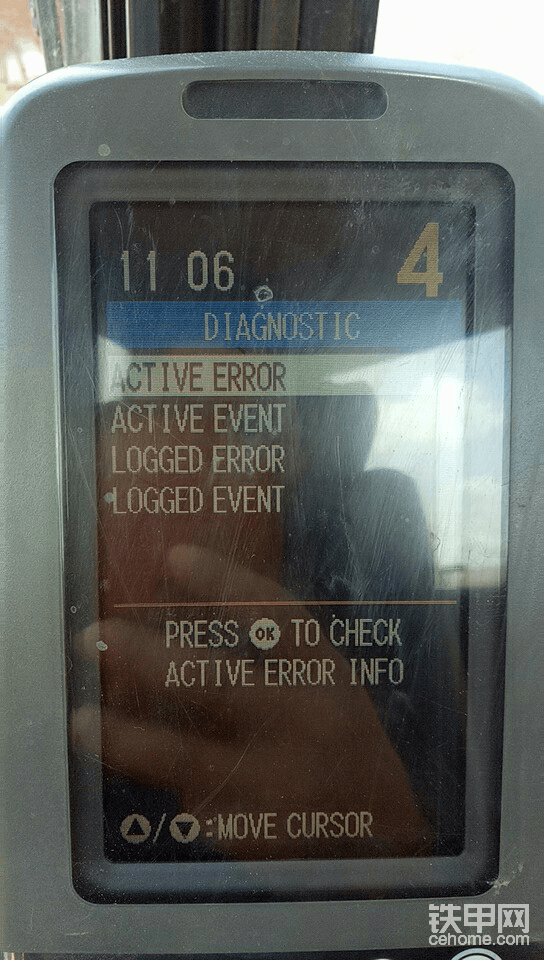 11 06 4
DIAGNOSTIC
ACTIVE ERROR
ACTIVE EVENT
LOGGED ERROR
LOGGED EVENT
PRESS OK TO CHECK
ACTIVE ERROR INFO
/ :MOVE CURSOR
铁甲网
cehome.com